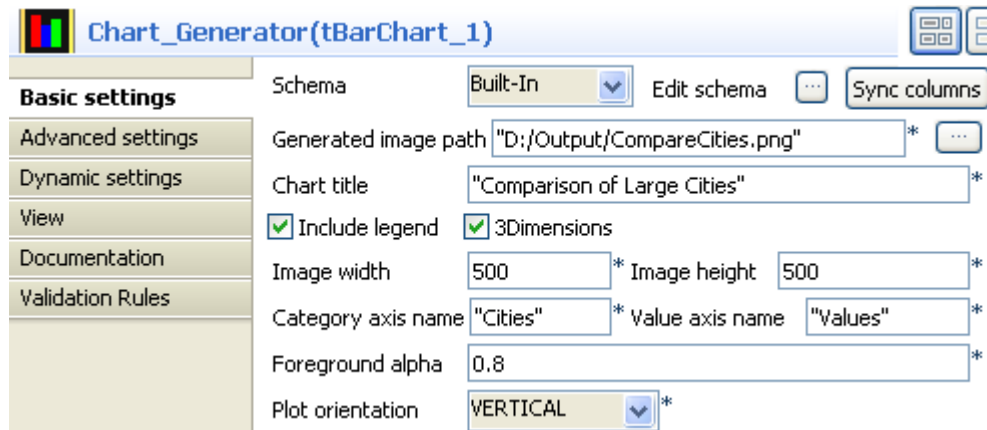 Chart_Generator(tBarChart_1)
Basic settings
Advanced settings
Dynamic settings
View
Documentation
Validation Rules
Schema Built-In Edit schema ... Sync columns
Generated image path "D:/Output/CompareCities.png" * ...
Chart title "Comparison of Large Cities" *
Include legend 3Dimensions
Image width 500 * Image height 500 *
Category axis name "Cities" * Value axis name "Values" *
Foreground alpha 0.8 *
Plot orientation VERTICAL *